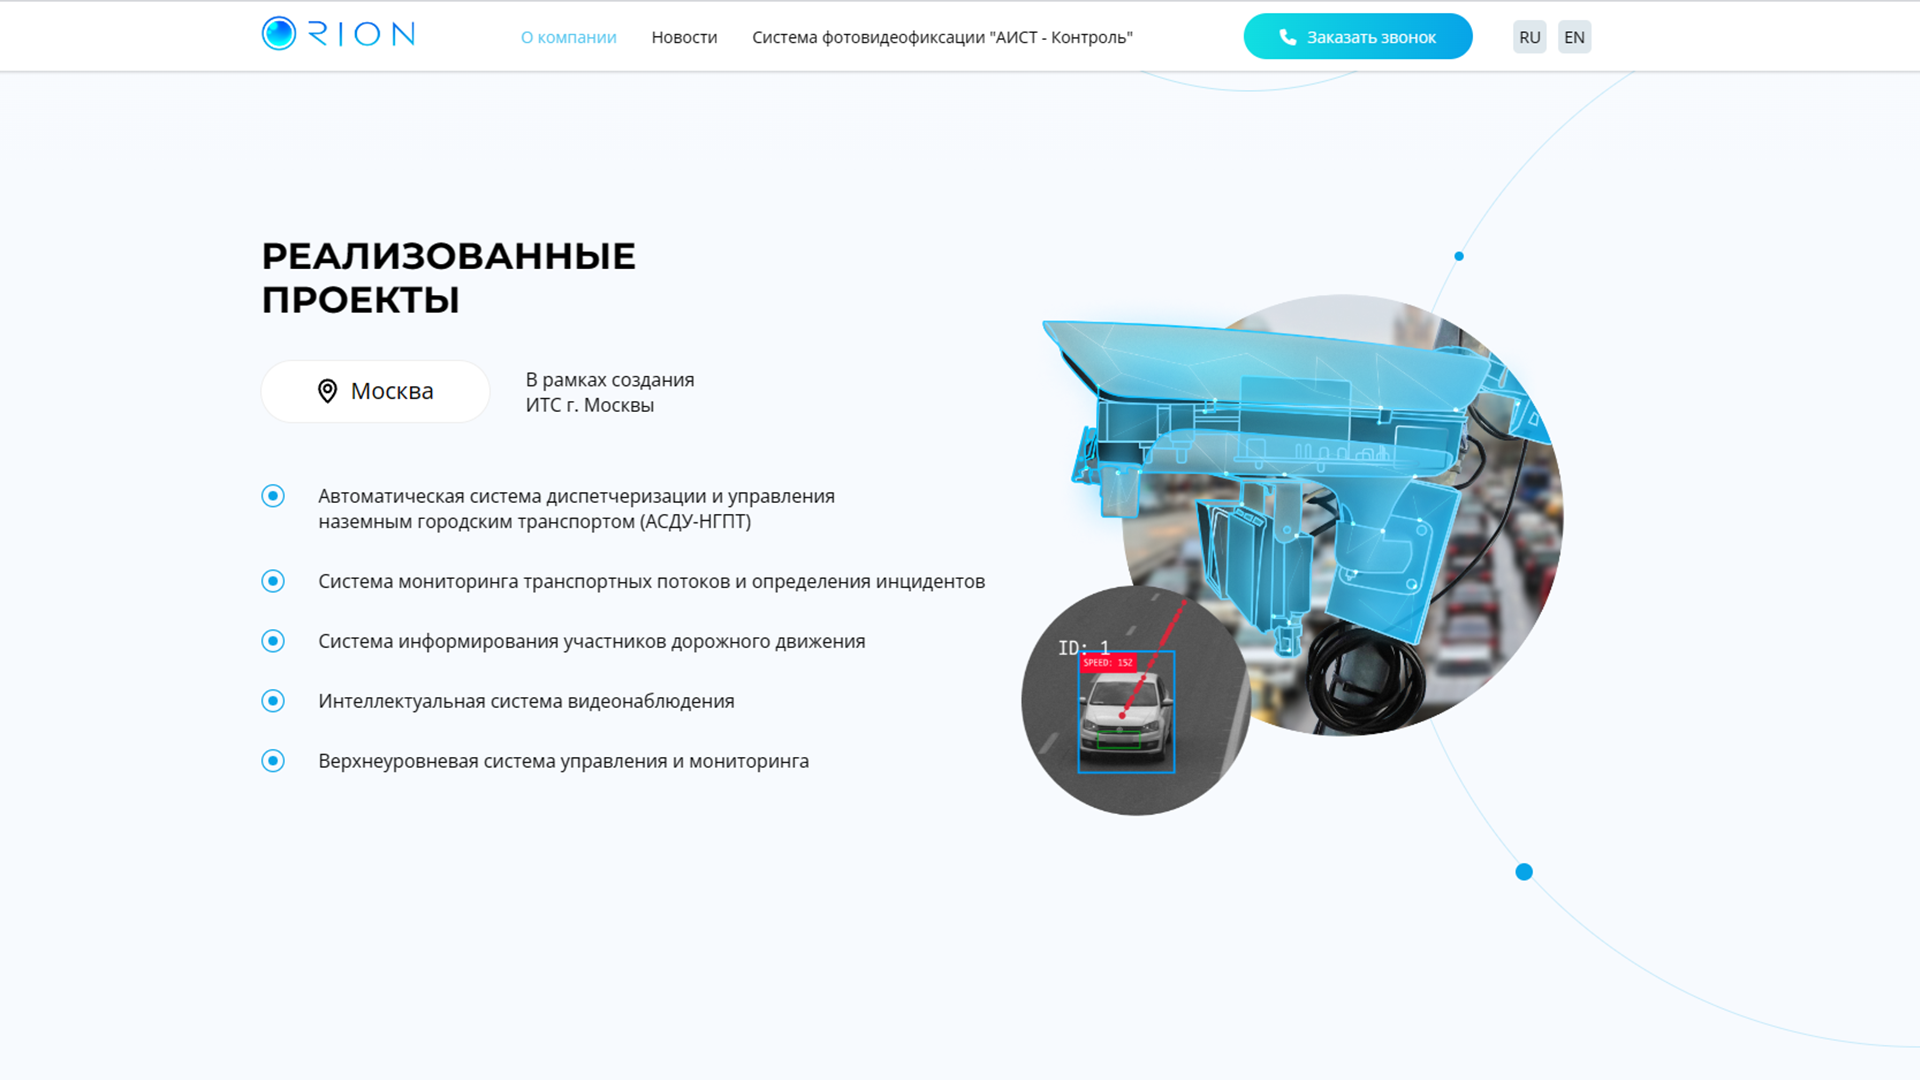 ORION
О компании
Новости
Система фотовидеофиксации "АИСТ - Контроль"
Заказать звонок
RU
EN
РЕАЛИЗОВАННЫЕ
ПРОЕКТЫ
Москва
В рамках создания
ИТС г. Москвы
Автоматическая система диспетчеризации и управления
наземным городским транспортом (АСДУ-НГПТ)
Система мониторинга транспортных потоков и определения инцидентов
Система информирования участников дорожного движения
Интеллектуальная система видеонаблюдения
Верхнеуровневая система управления и мониторинга
ID: 1
SPEED: 152